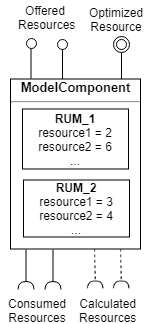 Offered
Resources
Optimized
Resource
ModelComponent
RUM_1
resource1 = 2
resource2 = 6
...
RUM_2
resource1 = 3
resource2 = 4
...
Consumed
Resources
Calculated
Resources